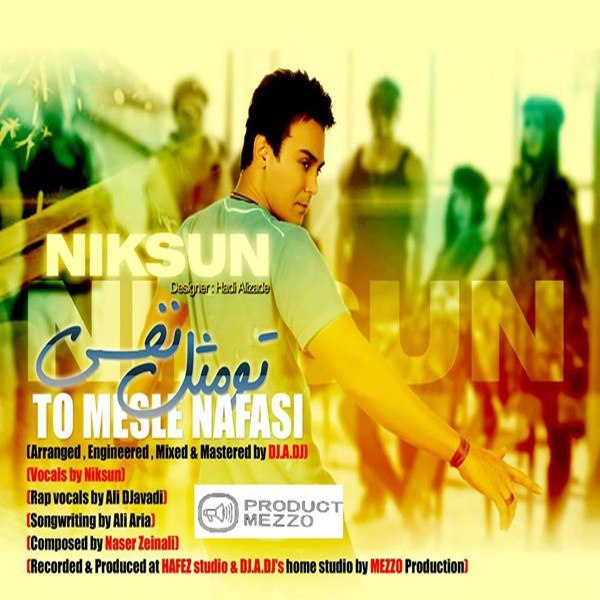 NIKSUN
Designer : Hadi Alizade
NIKSUN
تو مثل نفسی
TO MESLE NAFASI
(Arranged , Engineered , Mixed & Mastered by DJ.A.DJ)
(Vocals by Niksun)
(Rap vocals by Ali DJavadi)
(Songwriting by Ali Aria)
(Composed by Naser Zeinali)
(Recorded & Produced at HAFEZ studio & DJ.A.DJ's home studio by MEZZO Production)
PRODUCT
MEZZO